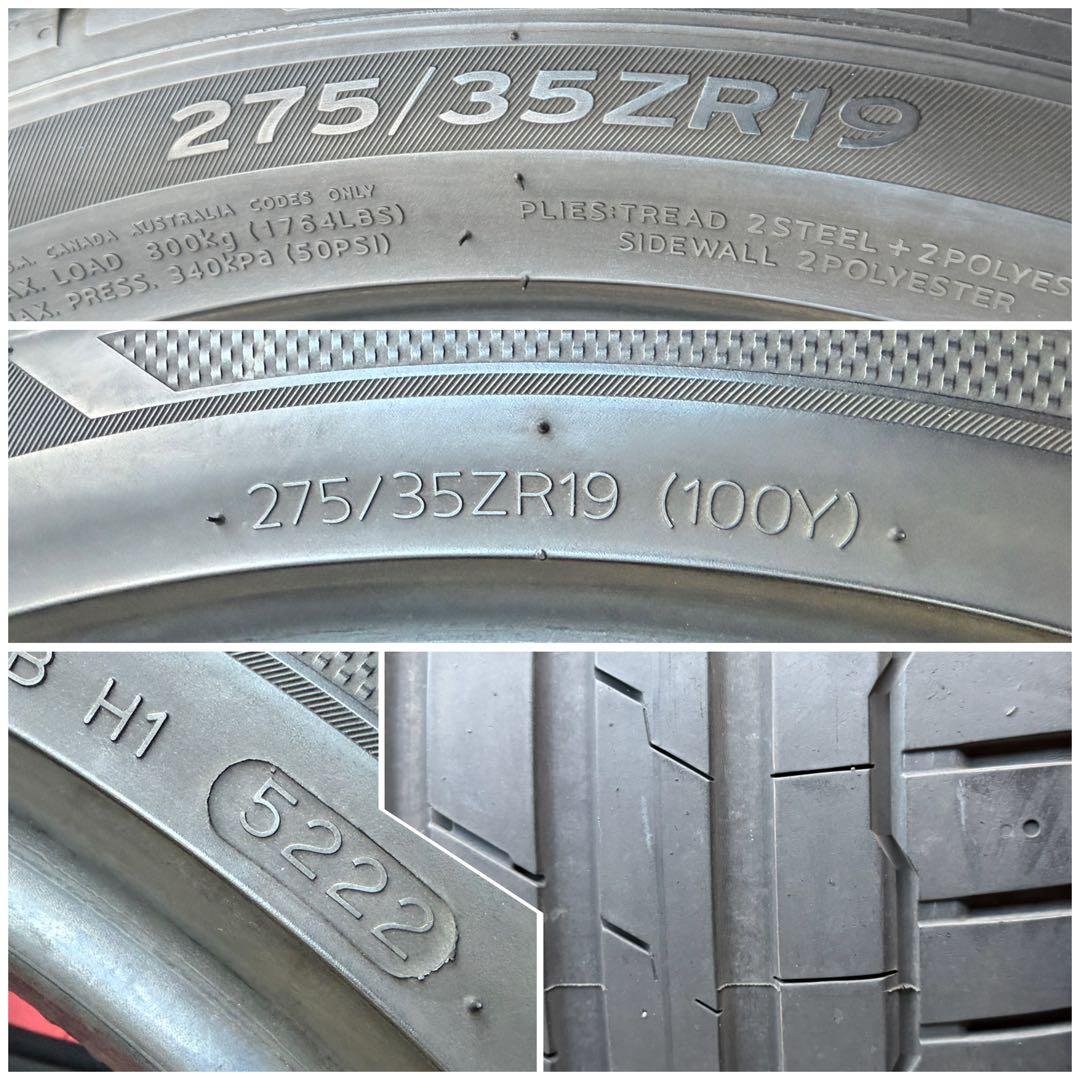 275/35ZR19
S.A. CANADA AUSTRALIA CODES ONLY
AX. LOAD 800kg (1764LBS)
AX. PRESS. 340kPa (50PSI)
PLIES:TREAD 2STEEL + 2POLYES
SIDEWALL 2POLYESTER
275/35ZR19 (100Y)
B H1
5222